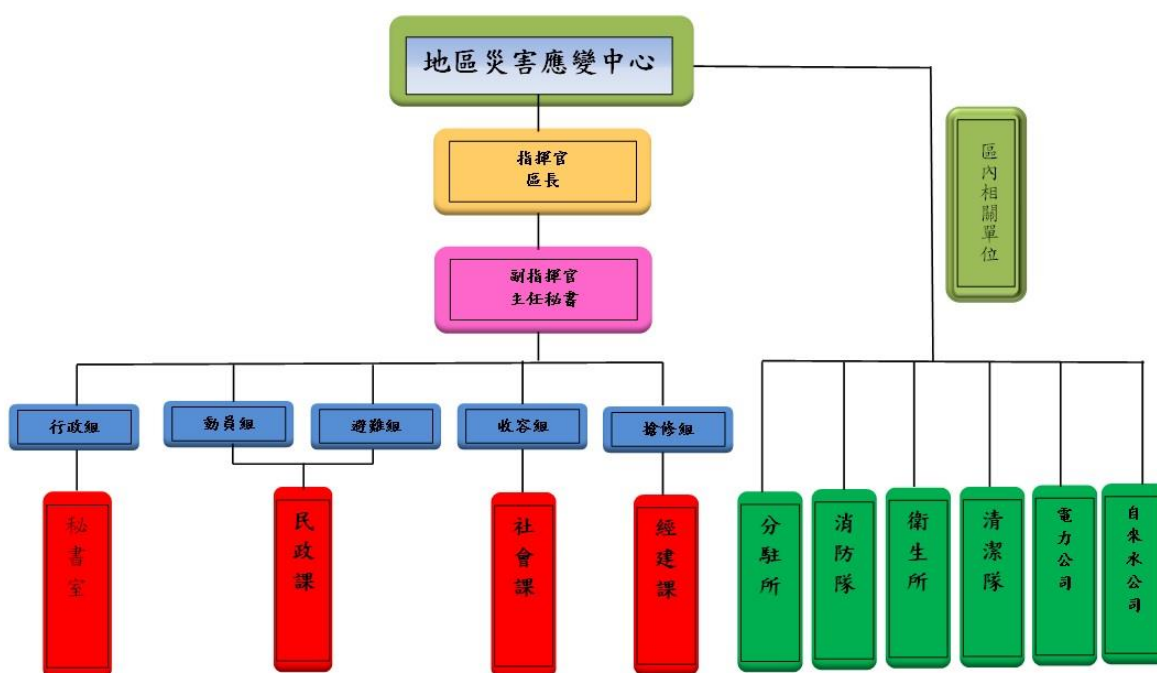 地區災害應變中心
指揮官
區長
區內相關單位
副指揮官
主任秘書
行政組
動員組
避難組
收容組
搶修組
秘書室
民政課
社會課
經建課
分駐所
消防隊
衛生所
清潔隊
電力公司
自來水公司